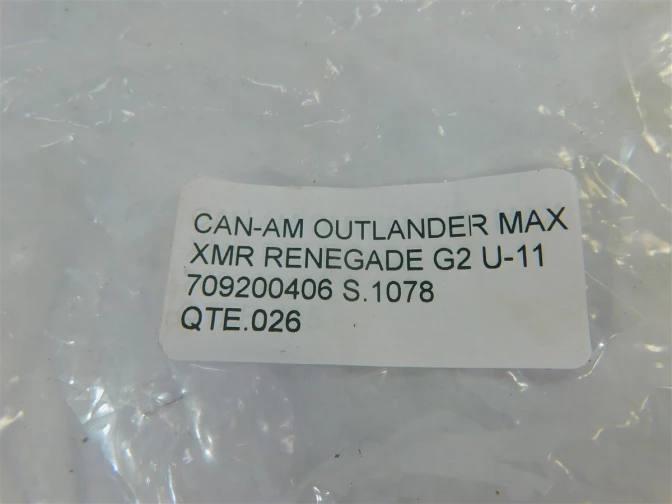 CAN-AM OUTLANDER MAX
XMR RENEGADE G2 U-11
709200406 S.1078
QTE.026